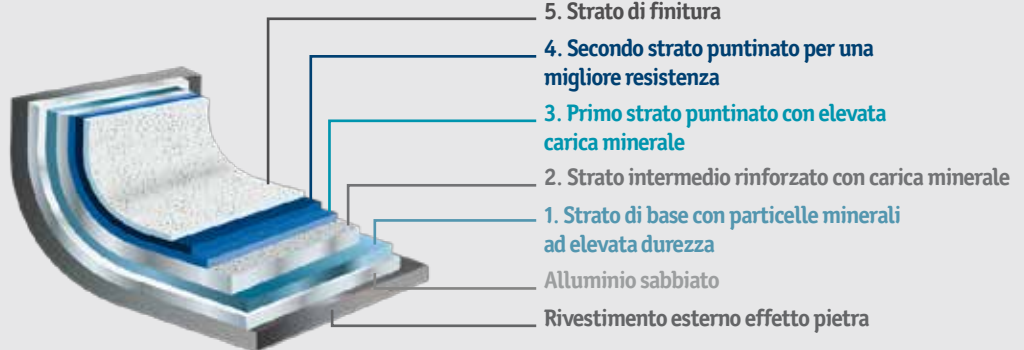 5. Strato di finitura
4. Secondo strato puntinato per una
migliore resistenza
3. Primo strato puntinato con elevata
carica minerale
2. Strato intermedio rinforzato con carica minerale
1. Strato di base con particelle minerali
ad elevata durezza
Alluminio sabbiato
Rivestimento esterno effetto pietra